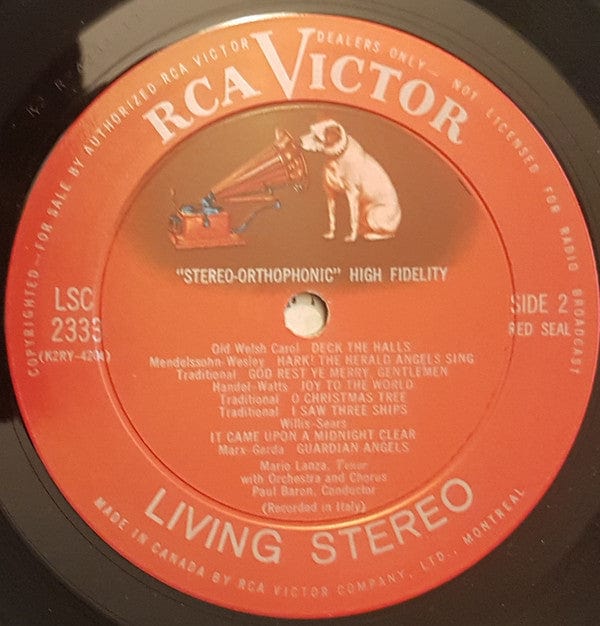 COPYRIGHTED—FOR SALE BY AUTHORIZED RCA VICTOR DEALERS ONLY— NOT LICENSED FOR RADIO BROADCAST
RCA VICTOR
"STEREO-ORTHOPHONIC" HIGH FIDELITY
LSC
2333
SIDE 2
RED SEAL
Old Welsh Carol DECK THE HALLS
Mendelssohn-Wesley HARK! THE HERALD ANGELS SING
Traditional GOD REST YE MERRY, GENTLEMEN
Handel-Watts JOY TO THE WORLD
Traditional O CHRISTMAS TREE
Traditional I SAW THREE SHIPS
Willis-Sears
IT CAME UPON A MIDNIGHT CLEAR
Marx-Gerda GUARDIAN ANGELS
Mario Lanza, Tenor
with Orchestra and Chorus
Paul Baron, Conductor
(Recorded in Italy)
LIVING STEREO
MADE IN CANADA BY RCA VICTOR COMPANY, LTD., MONTREAL